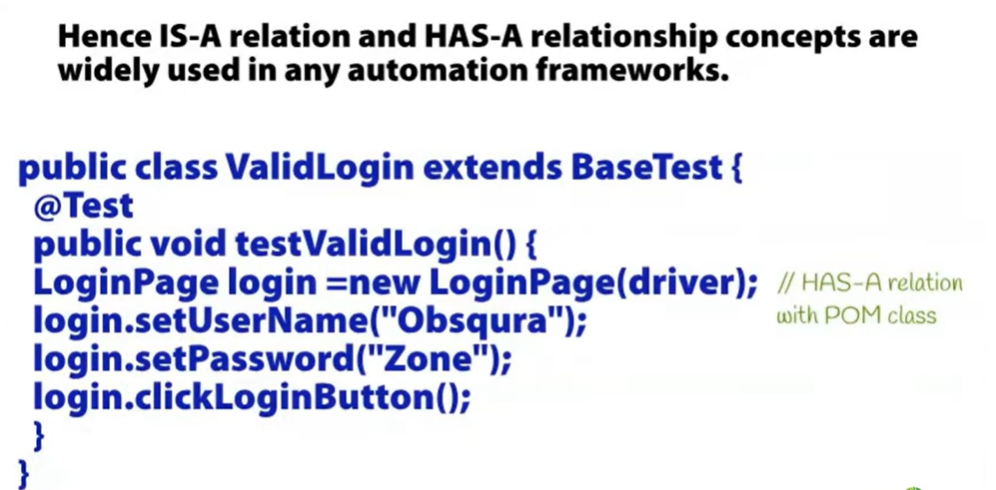 Hence IS-A relation and HAS-A relationship concepts are
widely used in any automation frameworks.
public class ValidLogin extends BaseTest {
@Test
public void testValidLogin() {
LoginPage login =new LoginPage(driver); // HAS-A relation
with POM class
login.setUserName("Obsqura");
login.setPassword("Zone");
login.clickLoginButton();
}
}